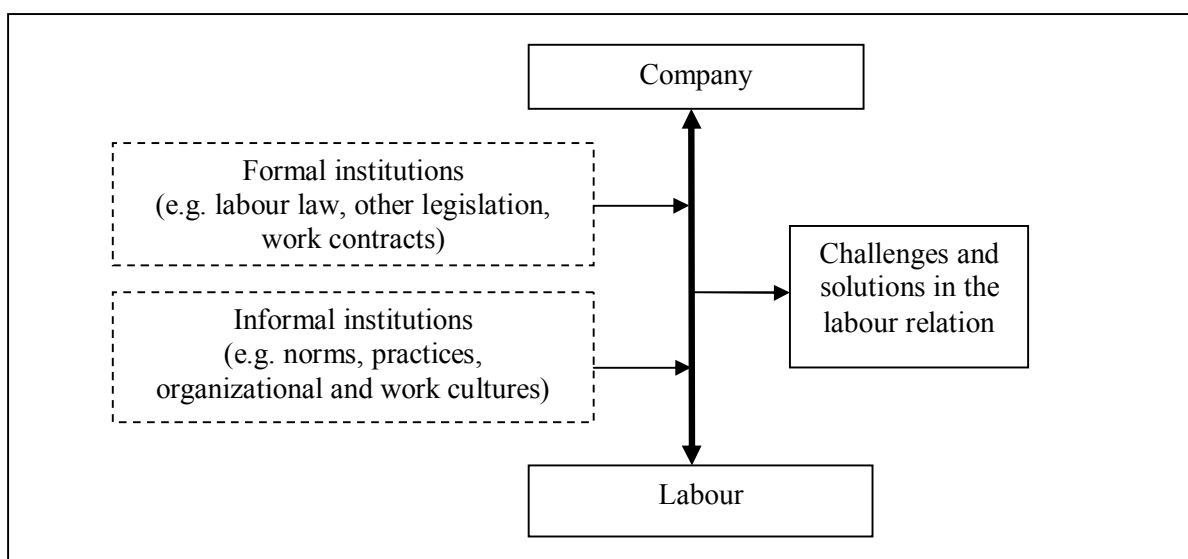 Company
Formal institutions
(e.g. labour law, other legislation,
work contracts)
Challenges and
solutions in the
labour relation
Informal institutions
(e.g. norms, practices,
organizational and work cultures)
Labour